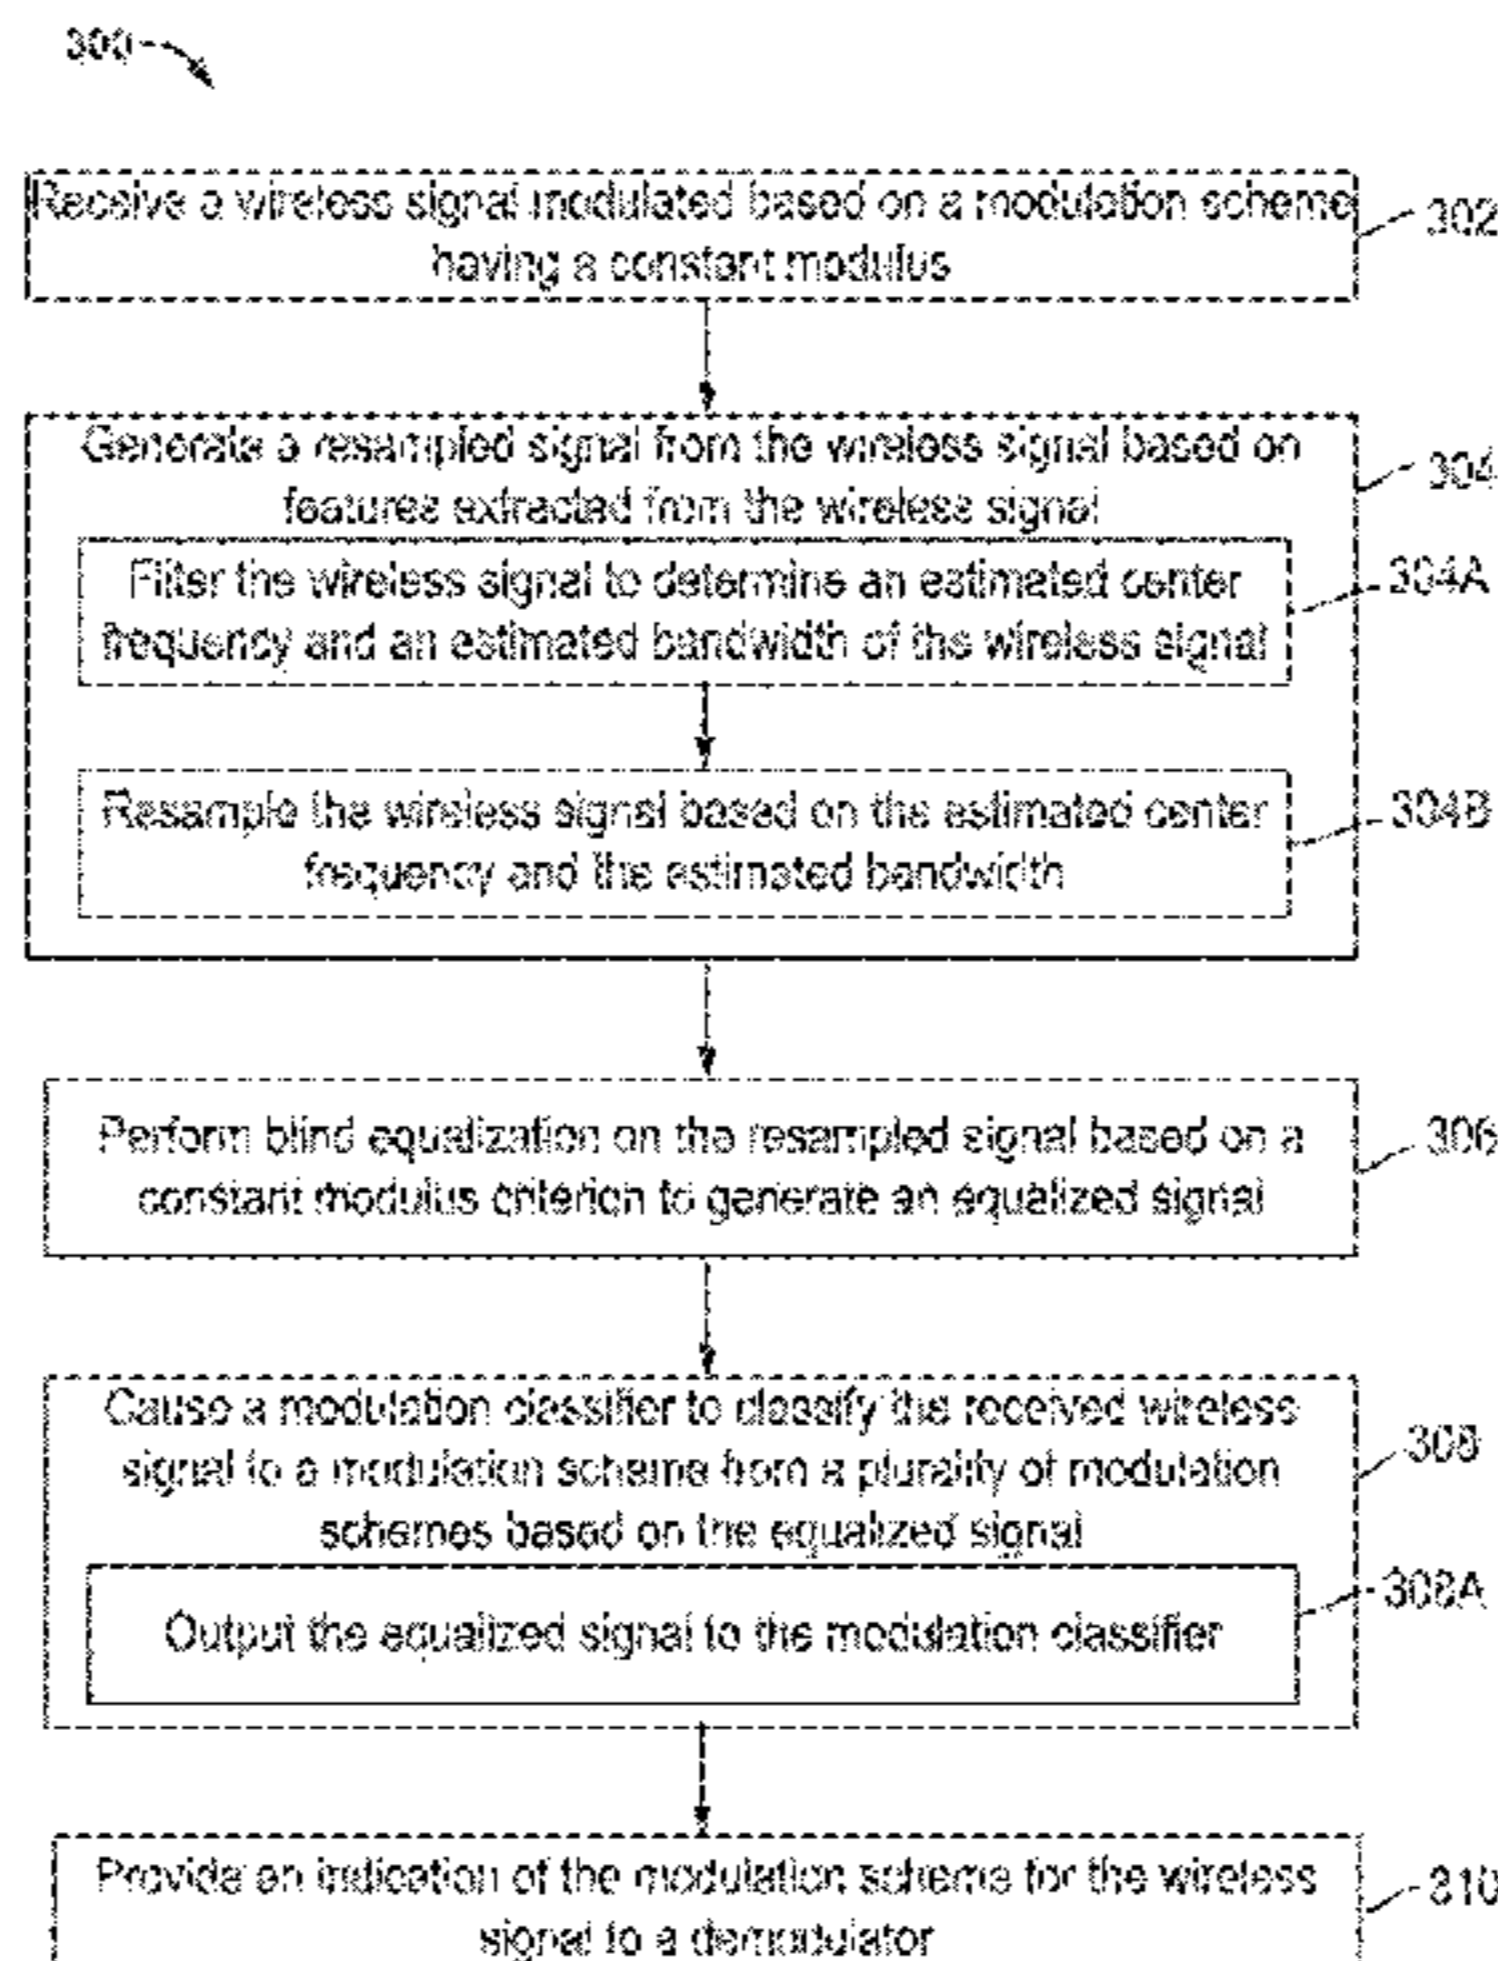 300
Receive a wireless signal modulated based on a modulation scheme
having a constant modulus
302
Generate a resampled signal from the wireless signal based on
features extracted from the wireless signal
304
Filter the wireless signal to determine an estimated center
frequency and an estimated bandwidth of the wireless signal
304A
Resample the wireless signal based on the estimated center
frequency and the estimated bandwidth
304B
Perform blind equalization on the resampled signal based on a
constant modulus criterion to generate an equalized signal
306
Cause a modulation classifier to classify the received wireless
signal to a modulation scheme from a plurality of modulation
schemes based on the equalized signal
308
Output the equalized signal to the modulation classifier
308A
Provide an indication of the modulation scheme for the wireless
signal to a demodulator
310